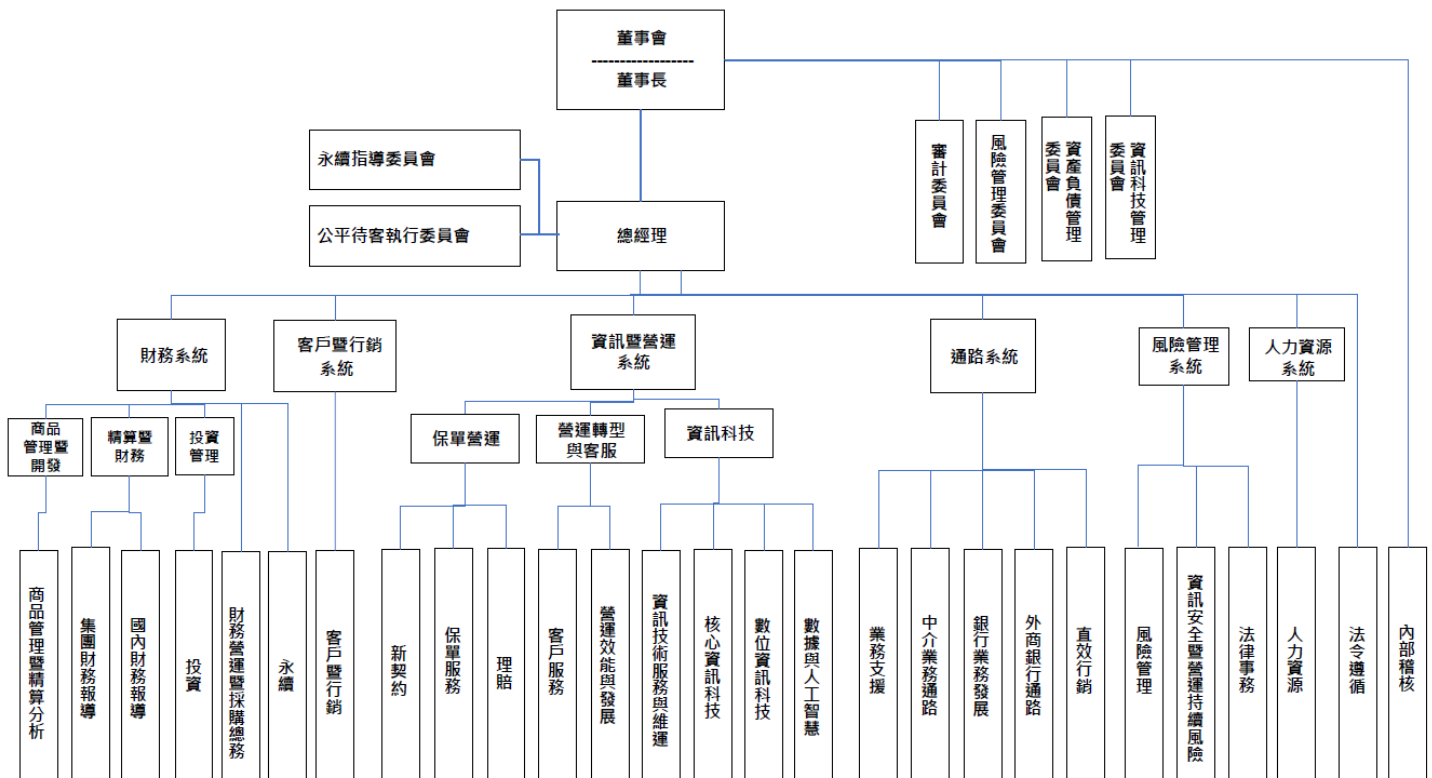 董事會
------------------
董事長
永續指導委員會
公平待客執行委員會
總經理
審計委員會
風險管理委員會
資產負債管理
委員會
資訊科技管理
委員會
財務系統
客戶暨行銷
系統
資訊暨營運
系統
通路系統
風險管理
系統
人力資源
系統
商品
管理暨
開發
精算暨
財務
投資
管理
保單營運
營運轉型
與客服
資訊科技
商品管理暨精算分析
集團財務報導
國內財務報導
投資
財務營運暨採購總務
永續
客戶暨行銷
新契約
保單服務
理賠
客戶服務
營運效能與發展
資訊技術服務與維運
核心資訊科技
數位資訊科技
數據與人工智慧
業務支援
中介業務通路
銀行業務發展
外商銀行通路
直效行銷
風險管理
資訊安全暨營運持續風險
法律事務
人力資源
法令遵循
內部稽核